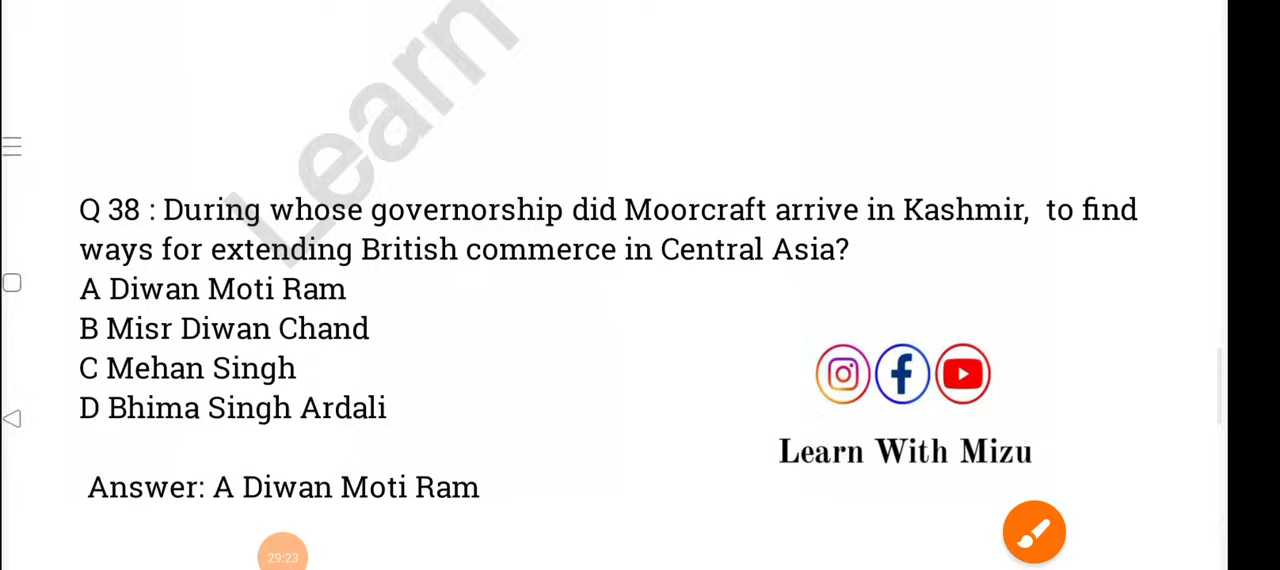 Learn
Q 38 : During whose governorship did Moorcraft arrive in Kashmir, to find
ways for extending British commerce in Central Asia?
A Diwan Moti Ram
B Misr Diwan Chand
C Mehan Singh
D Bhima Singh Ardali
Learn With Mizu
Answer: A Diwan Moti Ram
29:23